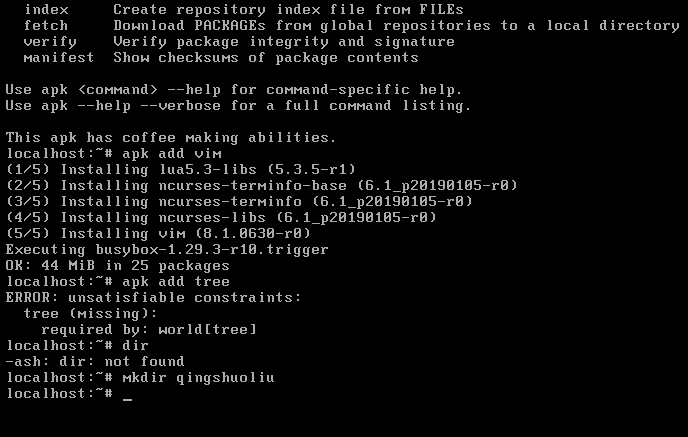 index     Create repository index file from FILEs
fetch     Download PACKAGEs from global repositories to a local directory
verify    Verify package integrity and signature
manifest  Show checksums of package contents
Use apk <command> --help for command-specific help.
Use apk --help --verbose for a full command listing.
This apk has coffee making abilities.
localhost:~# apk add vim
(1/5) Installing lua5.3-libs (5.3.5-r1)
(2/5) Installing ncurses-terminfo-base (6.1_p20190105-r0)
(3/5) Installing ncurses-terminfo (6.1_p20190105-r0)
(4/5) Installing ncurses-libs (6.1_p20190105-r0)
(5/5) Installing vim (8.1.0630-r0)
Executing busybox-1.29.3-r10.trigger
OK: 44 MiB in 25 packages
localhost:~# apk add tree
ERROR: unsatisfiable constraints:
  tree (missing):
    required by: world[tree]
localhost:~# dir
-ash: dir: not found
localhost:~# mkdir qingshuoliu
localhost:~# _